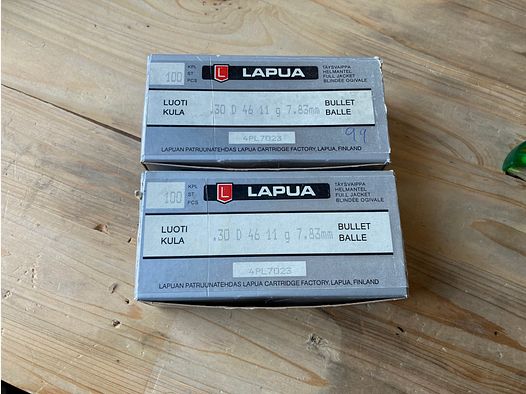 100 KPL ST PCS
L LAPUA
TÄYSVAIPPA
HELMANTEL
FULL JACKET
BLINDEE OGIVALE
LUOTI
KULA
.30 D 46 11 g 7.83mm
BULLET
BALLE
4PL7023
99
LAPUAN PATRUUNATEHDAS LAPUA CARTRIDGE FACTORY, LAPUA, FINLAND
100 KPL ST PCS
L LAPUA
TÄYSVAIPPA
HELMANTEL
FULL JACKET
BLINDEE OGIVALE
LUOTI
KULA
.30 D 46 11 g 7.83mm
BULLET
BALLE
4PL7023
LAPUAN PATRUUNATEHDAS LAPUA CARTRIDGE FACTORY, LAPUA, FINLAND